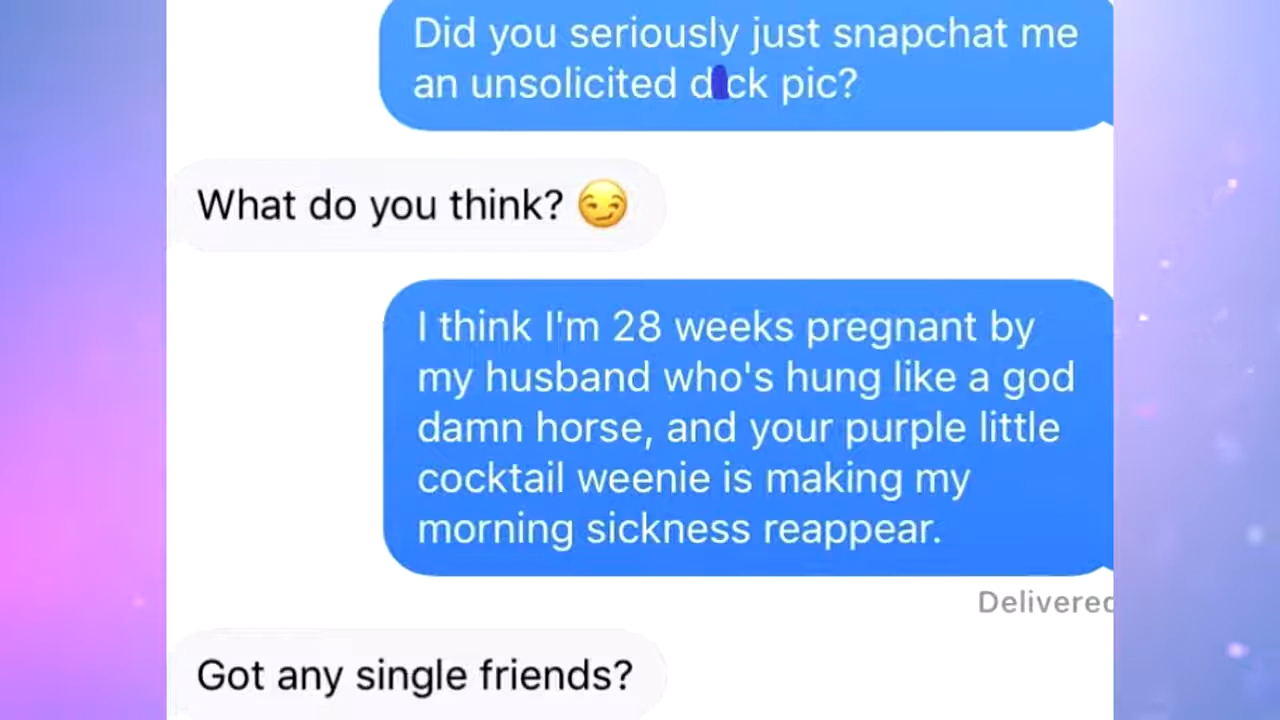 Did you seriously just snapchat me
an unsolicited d ck pic?
What do you think? 😏
I think I'm 28 weeks pregnant by
my husband who's hung like a god
damn horse, and your purple little
cocktail weenie is making my
morning sickness reappear.
Delivered
Got any single friends?